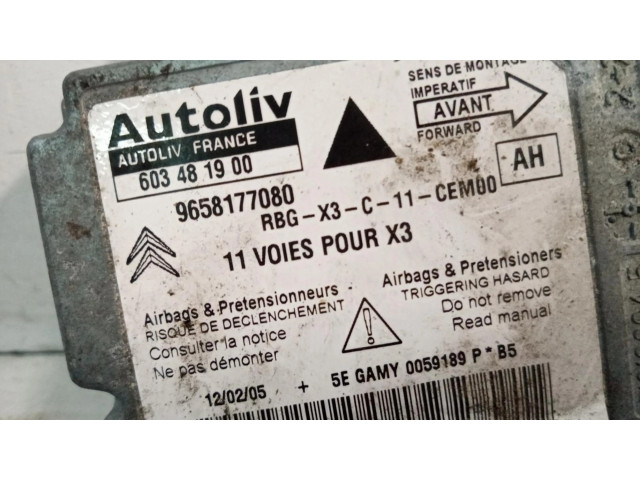 Autoliv
AUTOLIV FRANCE
603 48 19 00
SENS DE MONTAGE
IMPERATIF
AVANT
FORWARD
AH
9658177080
RBG-X3-C-11-CEM00
11 VOIES POUR X3
Airbags & Pretensionneurs
RISQUE DE DECLENCHEMENT
Consulter la notice
Ne pas démonter
Airbags & Pretensioners
TRIGGERING HASARD
Do not remove
Read manual
12/02/05 + 5E GAMY 0059189 P * B5